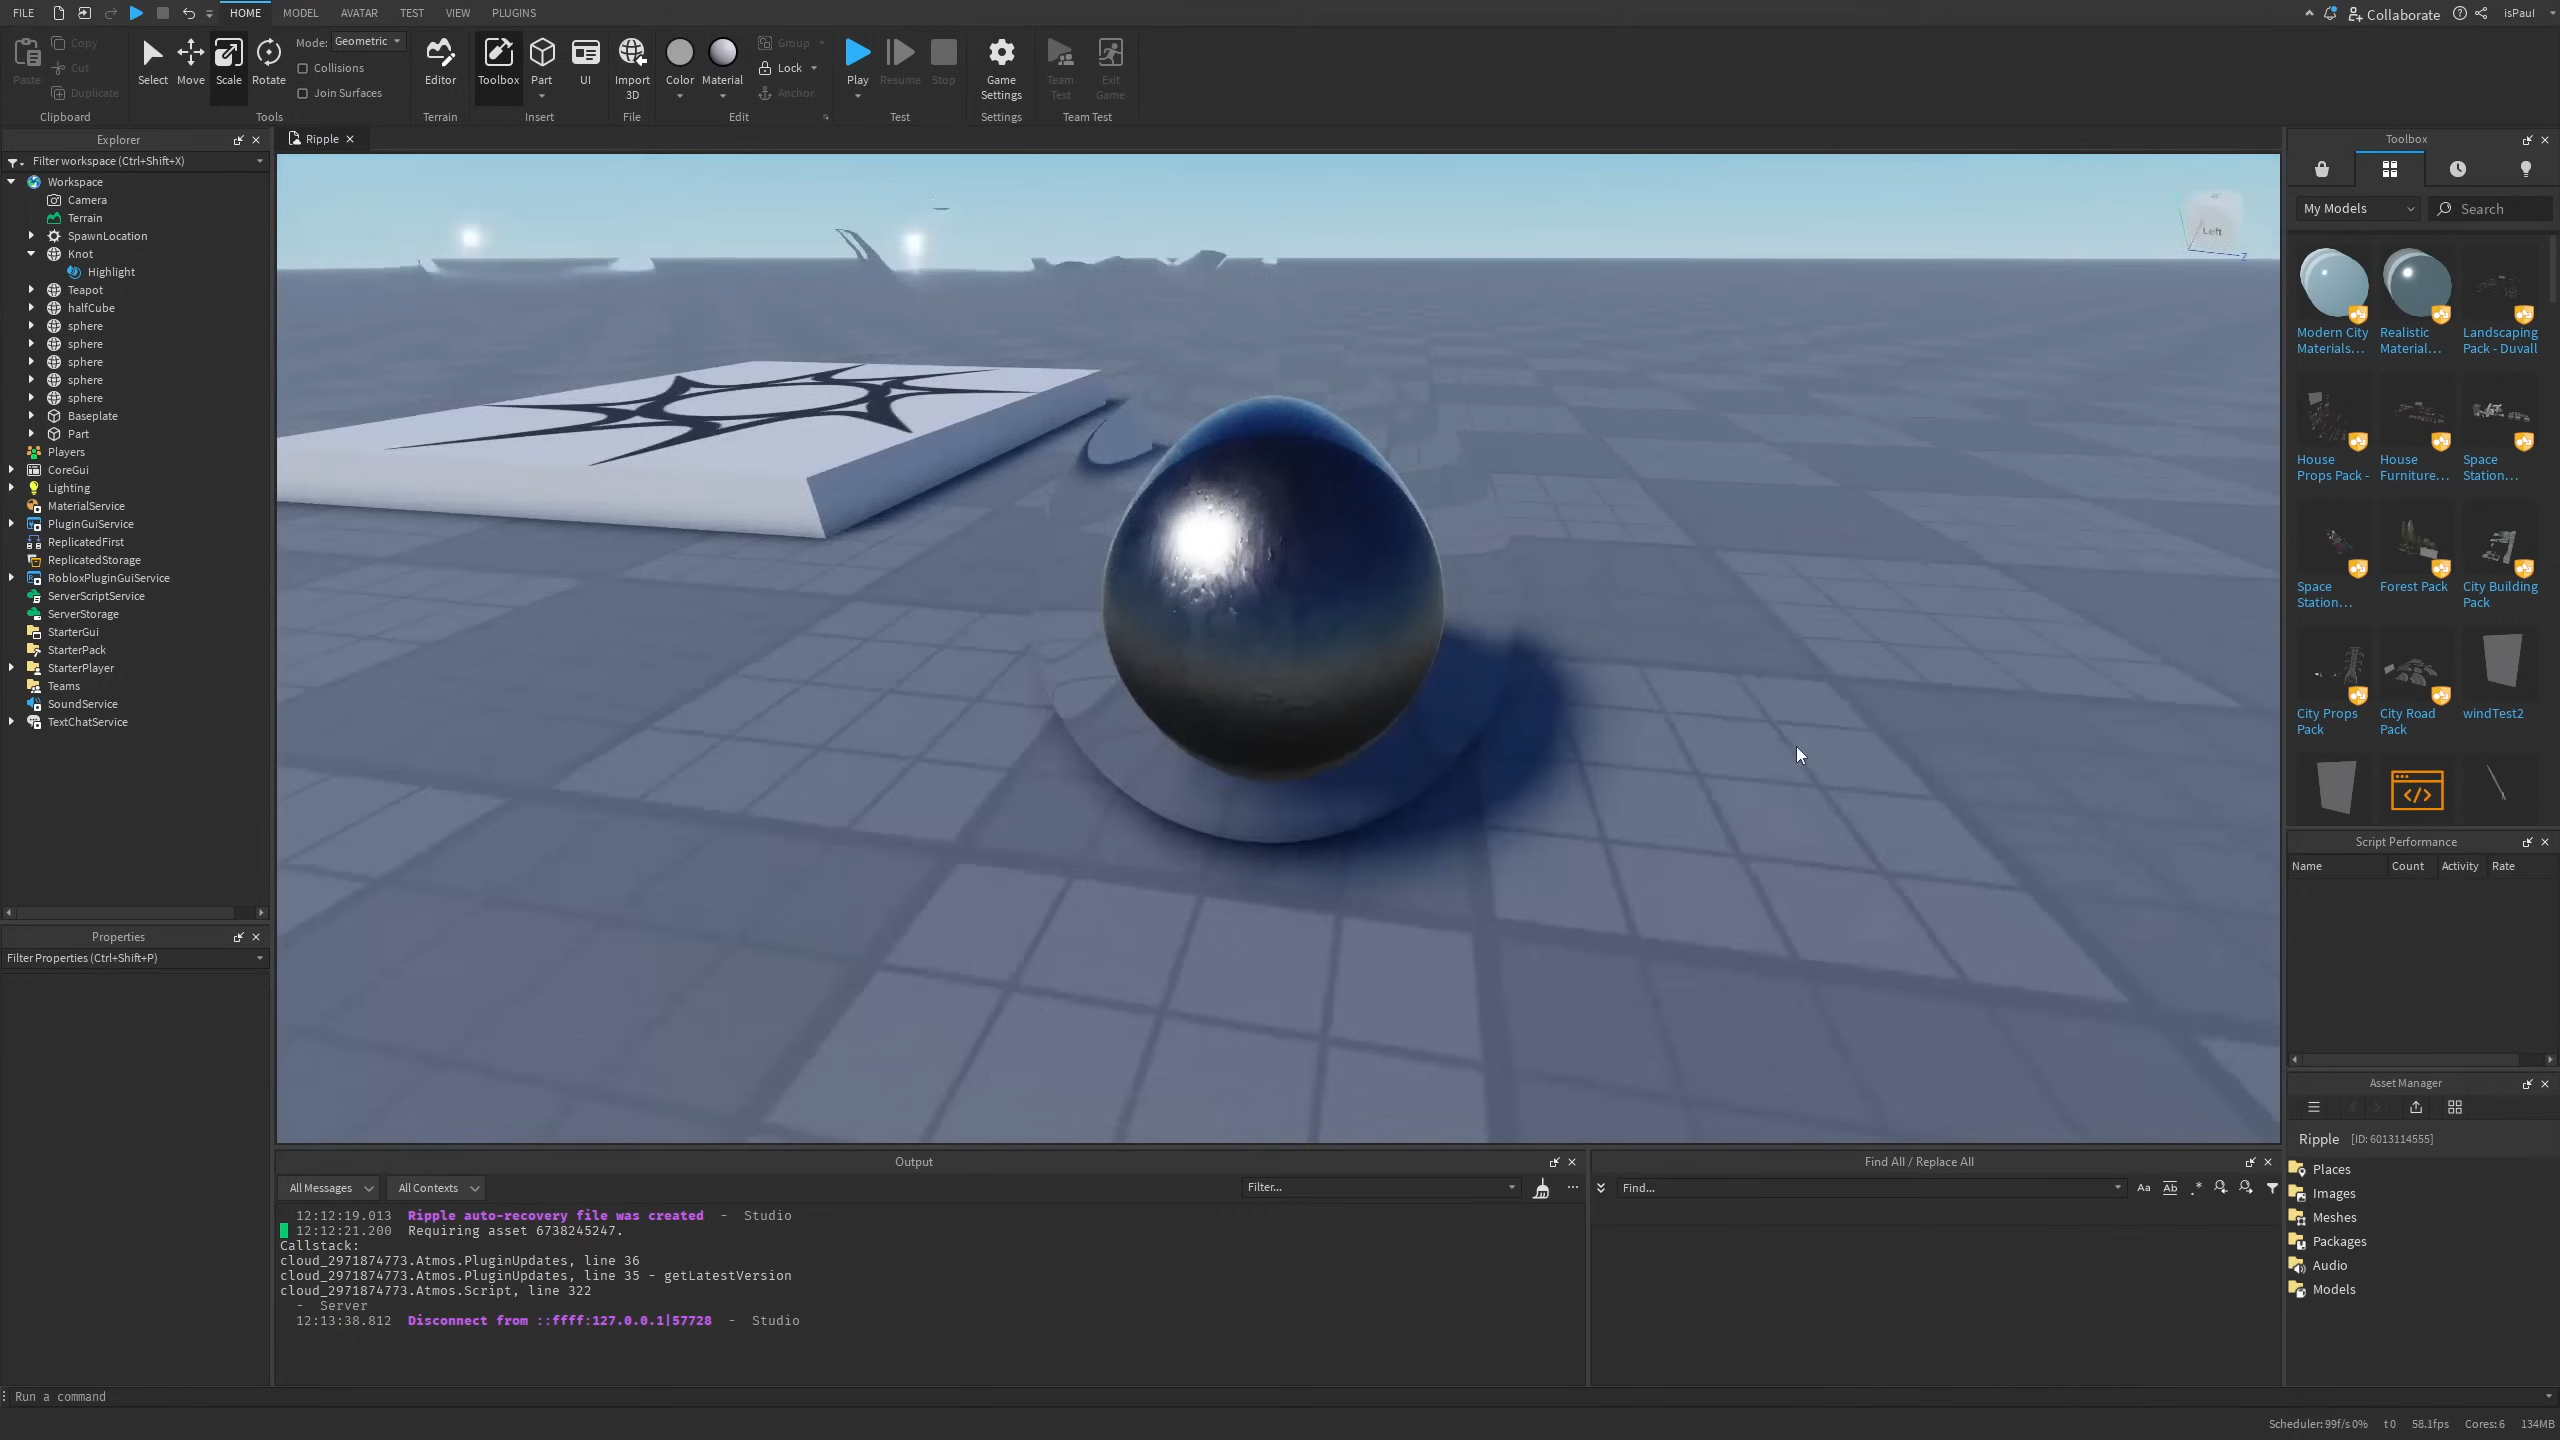 FILE HOME MODEL AVATAR TEST VIEW PLUGINS Collaborate isPaul
Paste Copy Cut Duplicate
Clipboard
Select Move Scale Rotate
Mode: Geometric
Collisions
Join Surfaces
Tools
Editor
Terrain
Toolbox Part UI
Insert
Import
3D
File
Color Material
Group
Lock
Anchor
Edit
Play Resume Stop
Test
Game
Settings
Settings
Team
Test
Exit
Game
Team Test
Explorer
Filter workspace (Ctrl+Shift+X)
Workspace
Camera
Terrain
SpawnLocation
Knot
Highlight
Teapot
halfCube
sphere
sphere
sphere
sphere
sphere
Baseplate
Part
Players
CoreGui
Lighting
MaterialService
PluginGuiService
ReplicatedFirst
ReplicatedStorage
RobloxPluginGuiService
ServerScriptService
ServerStorage
StarterGui
StarterPack
StarterPlayer
Teams
SoundService
TextChatService
Properties
Filter Properties (Ctrl+Shift+P)
Ripple
Left
Z
Toolbox
My Models Search
Modern City
Materials...
Realistic
Material...
Landscaping
Pack - Duvall
House
Props Pack -
House
Furniture...
Space
Station...
Space
Station...
Forest Pack
City Building
Pack
City Props
Pack
City Road
Pack
windTest2
Script Performance
Name Count Activity Rate
Asset Manager
Ripple [ID: 6013114555]
Places
Images
Meshes
Packages
Audio
Models
Output
All Messages All Contexts Filter...
12:12:19.013 Ripple auto-recovery file was created - Studio
12:12:21.200 Requiring asset 6738245247.
Callstack:
cloud_2971874773.Atmos.PluginUpdates, line 36
cloud_2971874773.Atmos.PluginUpdates, line 35 - getLatestVersion
cloud_2971874773.Atmos.Script, line 322
- Server
12:13:38.812 Disconnect from ::ffff:127.0.0.1|57728 - Studio
Find All / Replace All
Find... Aa Ab .*
Run a command
Scheduler: 99f/s 0% t 0 58.1fps Cores: 6 134MB